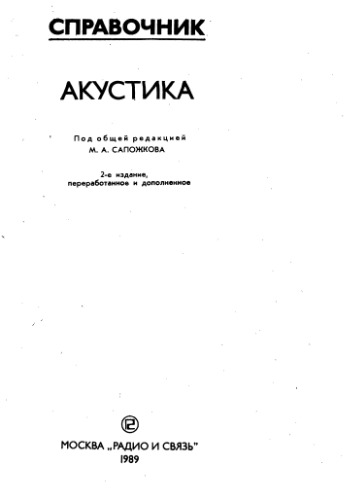 СПРАВОЧНИК
АКУСТИКА
Под общей редакцией
М. А. САПОЖКОВА
2-е издание,
переработанное и дополненное
МОСКВА „РАДИО И СВЯЗЬ"
1989